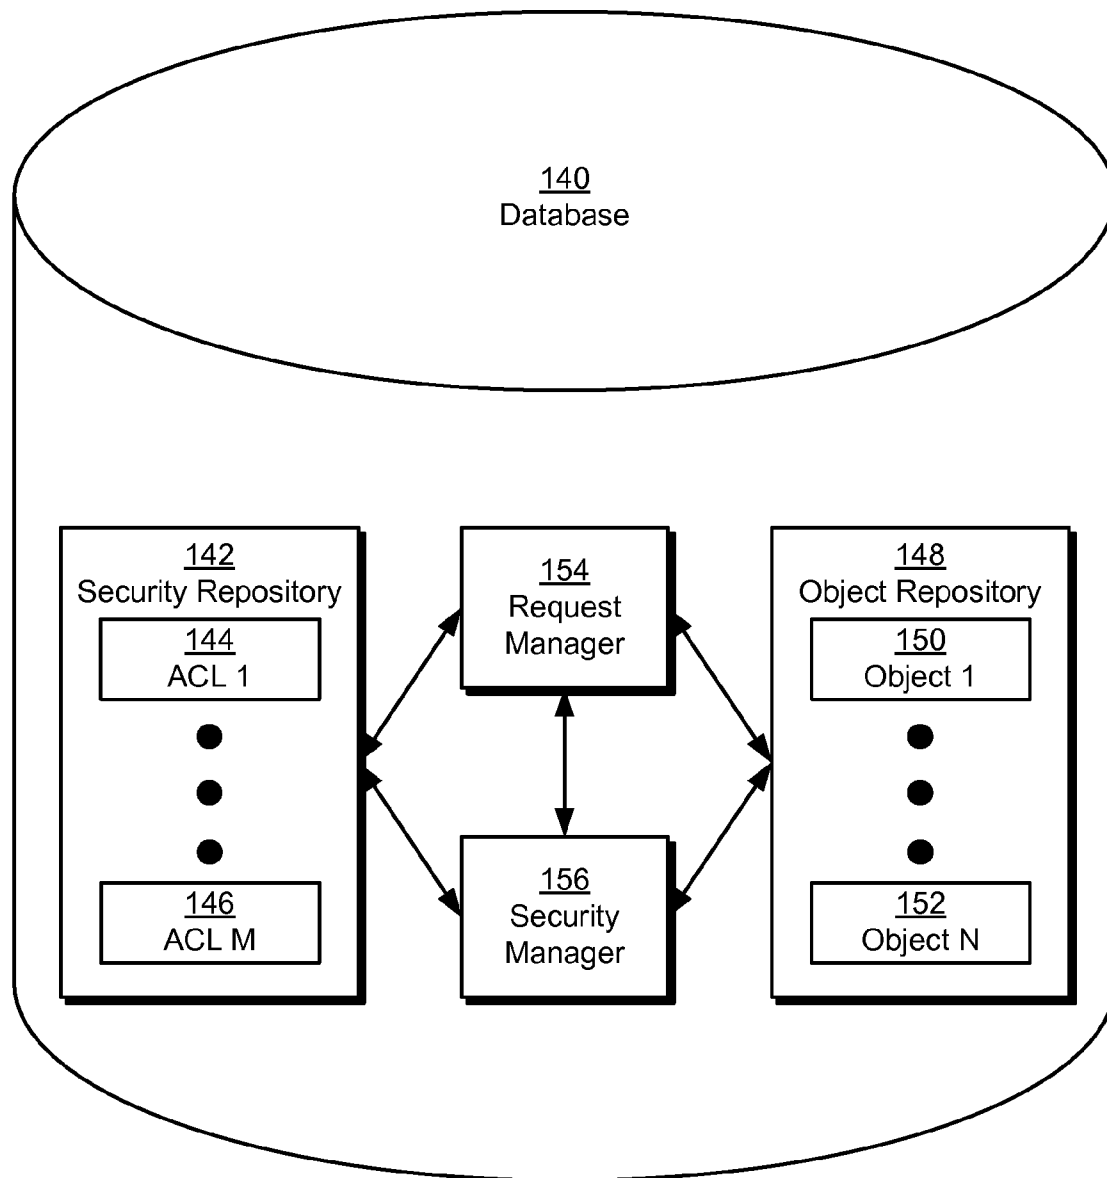 140
Database
142
Security Repository
144
ACL 1
146
ACL M
154
Request
Manager
156
Security
Manager
148
Object Repository
150
Object 1
152
Object N